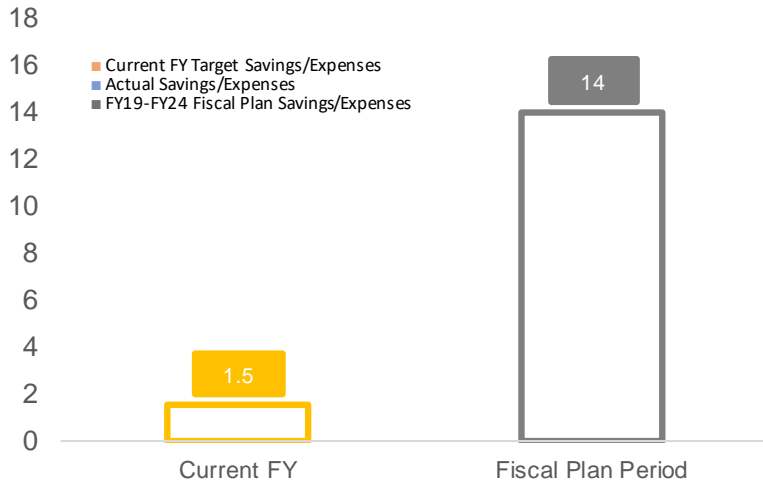 18
16
14
12
10
8
6
4
2
0
Current FY Target Savings/Expenses
Actual Savings/Expenses
FY19-FY24 Fiscal Plan Savings/Expenses
14
1.5
Current FY
Fiscal Plan Period